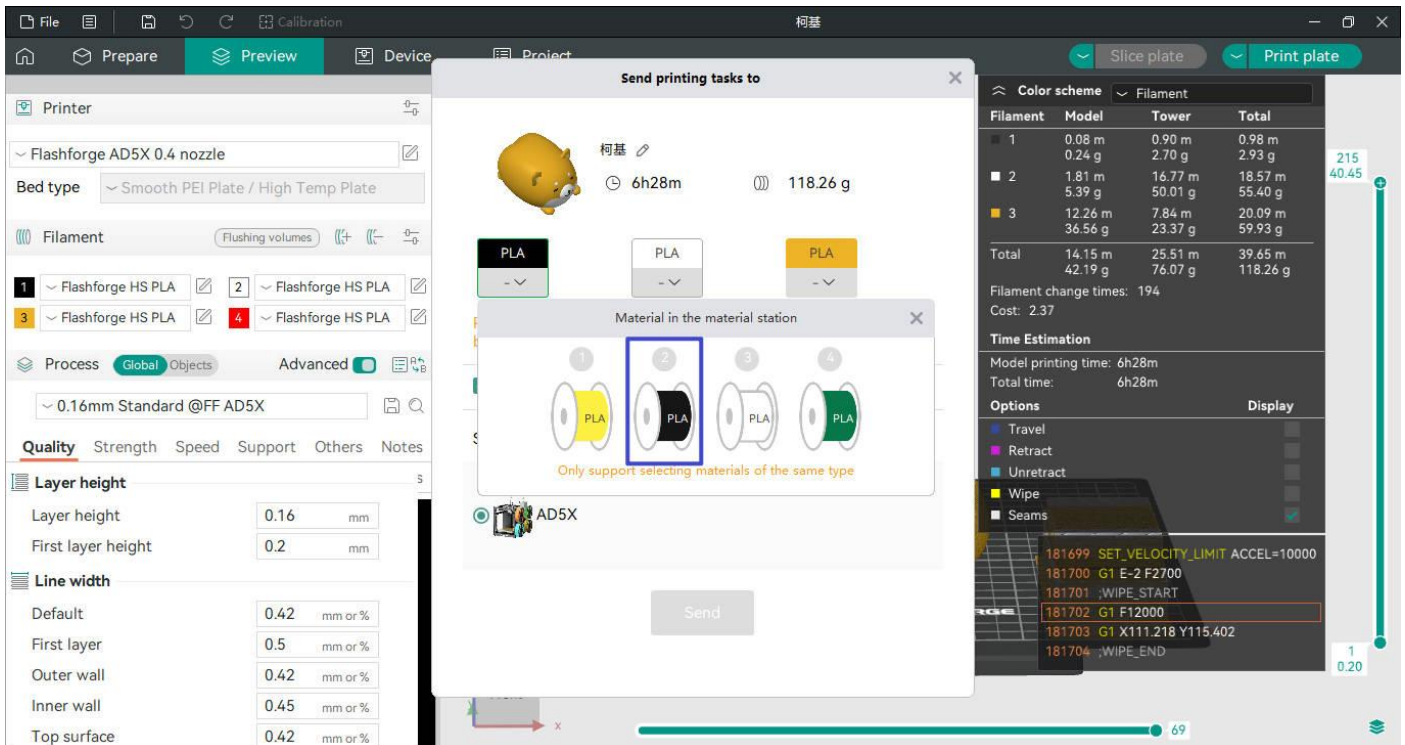 File Calibration 柯基
Prepare Preview Device Project Slice plate Print plate
Printer
Flashforge AD5X 0.4 nozzle
Bed type Smooth PEI Plate / High Temp Plate
Filament Flushing volumes
1 Flashforge HS PLA 2 Flashforge HS PLA
3 Flashforge HS PLA 4 Flashforge HS PLA
Process Global Objects Advanced
0.16mm Standard @FF AD5X
Quality Strength Speed Support Others Notes
Layer height
Layer height 0.16 mm
First layer height 0.2 mm
Line width
Default 0.42 mm or %
First layer 0.5 mm or %
Outer wall 0.42 mm or %
Inner wall 0.45 mm or %
Top surface 0.42 mm or %
Send printing tasks to
柯基
6h28m 118.26 g
PLA PLA PLA
- - -
Material in the material station
1 2 3 4
PLA PLA PLA PLA
Only support selecting materials of the same type
AD5X
Send
Color scheme Filament
Filament Model Tower Total
1 0.08 m 0.90 m 0.98 m
0.24 g 2.70 g 2.93 g
2 1.81 m 16.77 m 18.57 m
5.39 g 50.01 g 55.40 g
3 12.26 m 7.84 m 20.09 m
36.56 g 23.37 g 59.93 g
Total 14.15 m 25.51 m 39.65 m
42.19 g 76.07 g 118.26 g
Filament change times: 194
Cost: 2.37
Time Estimation
Model printing time: 6h28m
Total time: 6h28m
Options Display
Travel
Retract
Unretract
Wipe
Seams
181699 SET_VELOCITY_LIMIT ACCEL=10000
181700 G1 E-2 F2700
181701 ;WIPE_START
181702 G1 F12000
181703 G1 X111.218 Y115.402
181704 ;WIPE_END
215
40.45
1
0.20
x
69